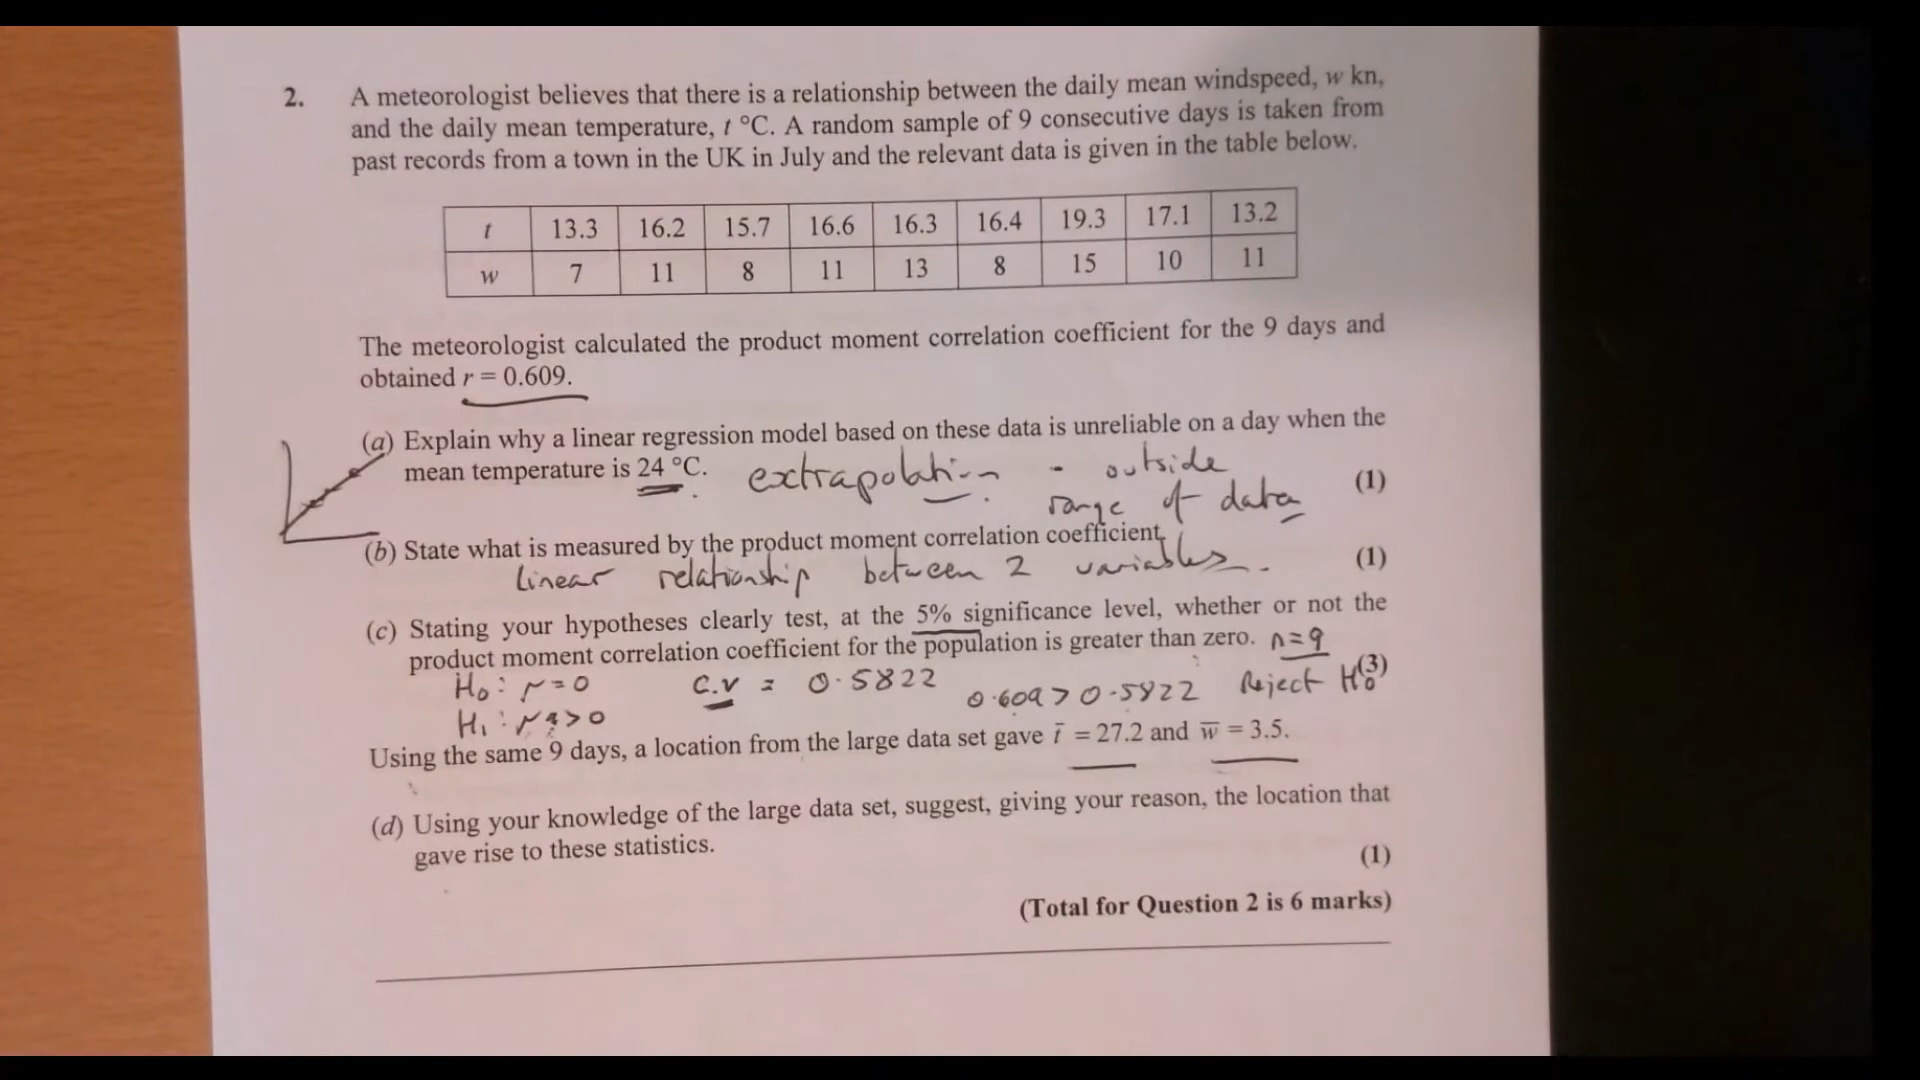 2. A meteorologist believes that there is a relationship between the daily mean windspeed, w kn,
and the daily mean temperature, t °C. A random sample of 9 consecutive days is taken from
past records from a town in the UK in July and the relevant data is given in the table below.
t 13.3 16.2 15.7 16.6 16.3 16.4 19.3 17.1 13.2
w 7 11 8 11 13 8 15 10 11
The meteorologist calculated the product moment correlation coefficient for the 9 days and
obtained r = 0.609.
(a) Explain why a linear regression model based on these data is unreliable on a day when the
mean temperature is 24 °C.
extrapolation - outside
range of data
(1)
(b) State what is measured by the product moment correlation coefficient.
linear relationship between 2 variables.
(1)
(c) Stating your hypotheses clearly test, at the 5% significance level, whether or not the
product moment correlation coefficient for the population is greater than zero. n=9
(3)
H₀: r=0 C.V = 0.5822 0.609 > 0.5822 Reject H₀
H₁: r > 0
Using the same 9 days, a location from the large data set gave t̅ = 27.2 and w̅ = 3.5.
(d) Using your knowledge of the large data set, suggest, giving your reason, the location that
gave rise to these statistics.
(1)
(Total for Question 2 is 6 marks)